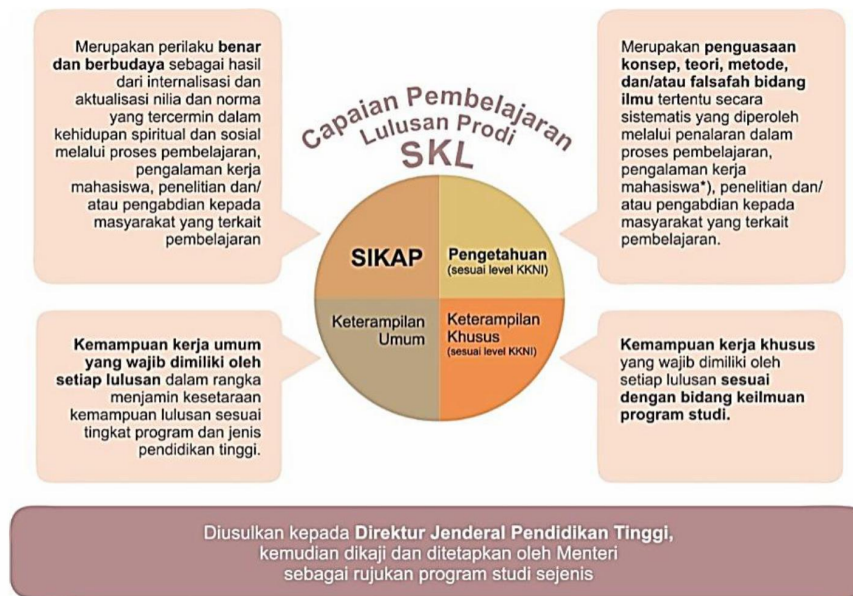 Merupakan perilaku benar
dan berbudaya sebagai hasil
dari internalisasi dan
aktualisasi nilia dan norma
yang tercermin dalam
kehidupan spiritual dan sosial
melalui proses pembelajaran,
pengalaman kerja
mahasiswa, penelitian dan/
atau pengabdian kepada
masyarakat yang terkait
pembelajaran
Capaian Pembelajaran
Lulusan Prodi
SKL
Merupakan penguasaan
konsep, teori, metode,
dan/atau falsafah bidang
ilmu tertentu secara
sistematis yang diperoleh
melalui penalaran dalam
proses pembelajaran,
pengalaman kerja
mahasiswa*), penelitian dan/
atau pengabdian kepada
masyarakat yang terkait
pembelajaran.
SIKAP
Pengetahuan
(sesuai level KKNI)
Keterampilan
Umum
Keterampilan
Khusus
(sesuai level KKNI)
Kemampuan kerja umum
yang wajib dimiliki oleh
setiap lulusan dalam rangka
menjamin kesetaraan
kemampuan lulusan sesuai
tingkat program dan jenis
pendidikan tinggi.
Kemampuan kerja khusus
yang wajib dimiliki oleh
setiap lulusan sesuai
dengan bidang keilmuan
program studi.
Diusulkan kepada Direktur Jenderal Pendidikan Tinggi,
kemudian dikaji dan ditetapkan oleh Menteri
sebagai rujukan program studi sejenis